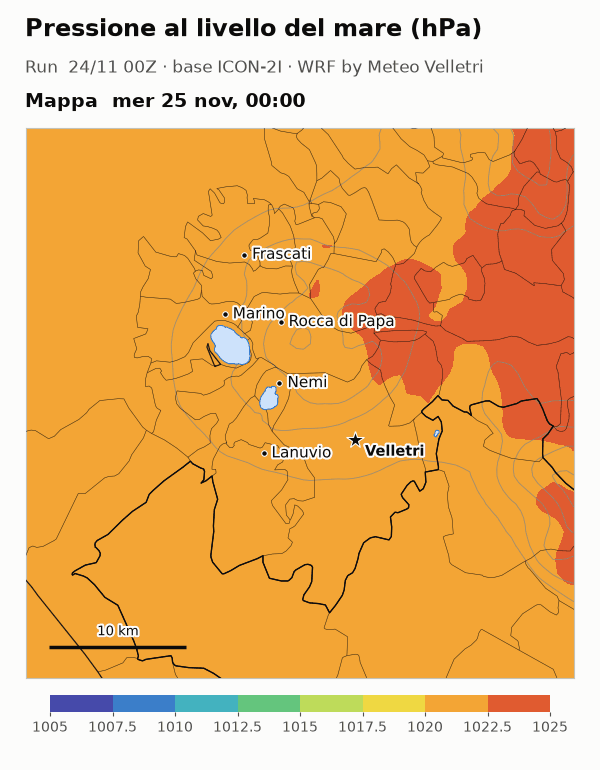 Pressione al livello del mare (hPa)
Run  24/11 00Z · base ICON-2I · WRF by Meteo Velletri
Mappa  mer 25 nov, 00:00
Frascati
Marino
Rocca di Papa
Nemi
Velletri
Lanuvio
10 km
1005 1007.5 1010 1012.5 1015 1017.5 1020 1022.5 1025